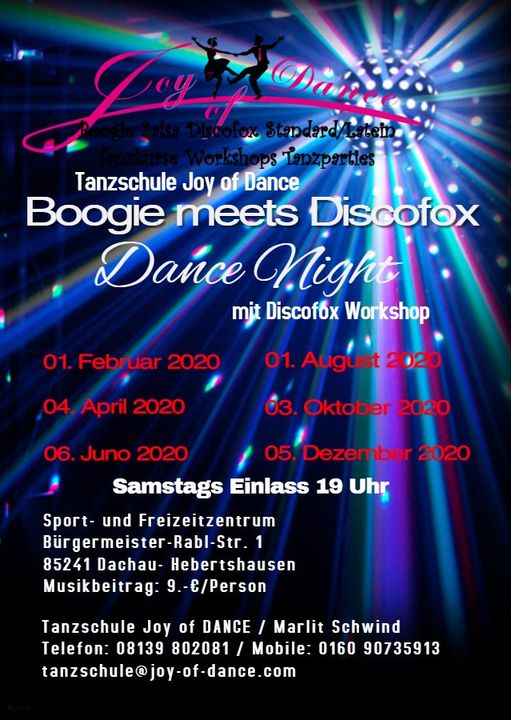 Joy of Dance
Boogie Salsa Discofox Standard/Latein
Tanzkurse Workshops Tanzparties
Tanzschule Joy of Dance
Boogie meets Discofox
Dance Night
mit Discofox Workshop
01. Februar 2020
01. August 2020
04. April 2020
03. Oktober 2020
06. Juno 2020
05. Dezember 2020
Samstags Einlass 19 Uhr
Sport- und Freizeitzentrum
Bürgermeister-Rabl-Str. 1
85241 Dachau- Hebertshausen
Musikbeitrag: 9.-€/Person
Tanzschule Joy of DANCE / Marlit Schwind
Telefon: 08139 802081 / Mobile: 0160 90735913
tanzschule@joy-of-dance.com